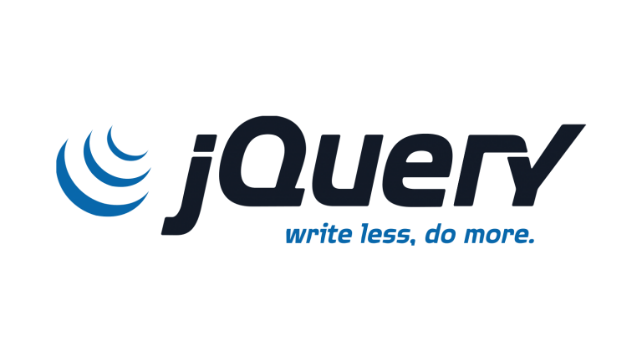 jQuery
write less, do more.